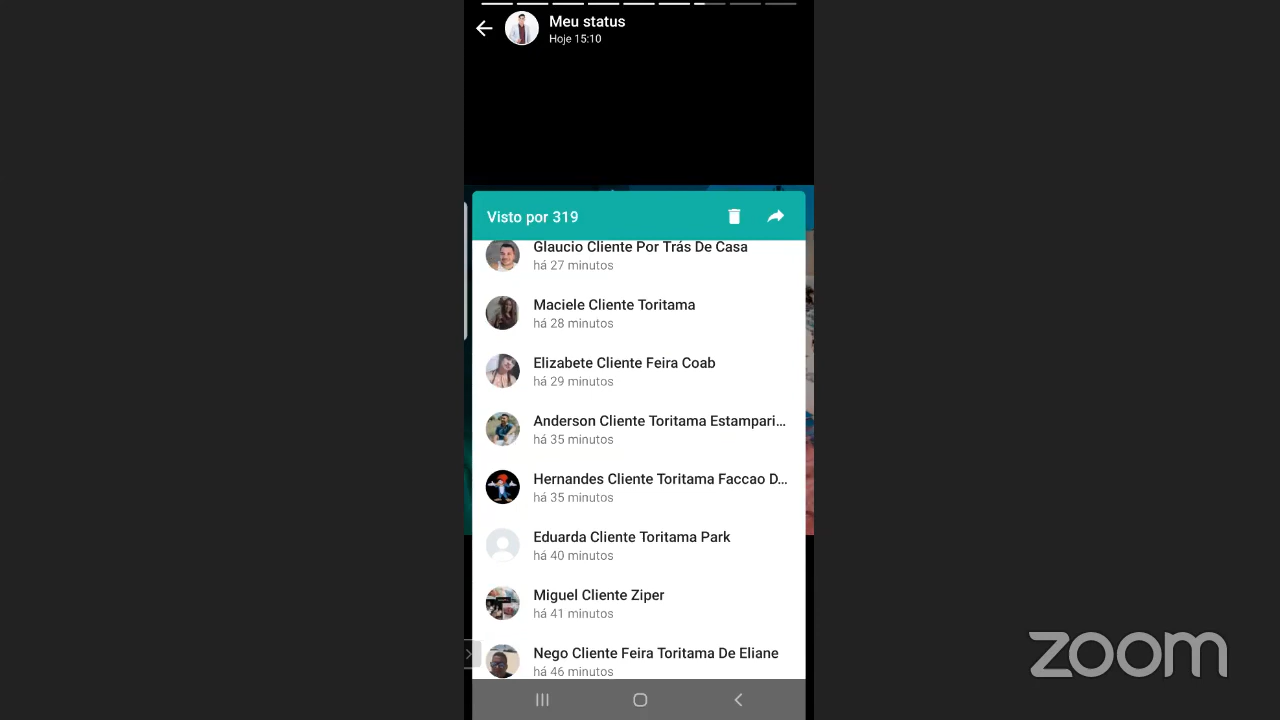 Meu status
Hoje 15:10
Visto por 319
Glaucio Cliente Por Trás De Casa
há 27 minutos
Maciele Cliente Toritama
há 28 minutos
Elizabete Cliente Feira Coab
há 29 minutos
Anderson Cliente Toritama Estampari...
há 35 minutos
Hernandes Cliente Toritama Faccao D...
há 35 minutos
Eduarda Cliente Toritama Park
há 40 minutos
Miguel Cliente Ziper
há 41 minutos
Nego Cliente Feira Toritama De Eliane
há 46 minutos
zoom